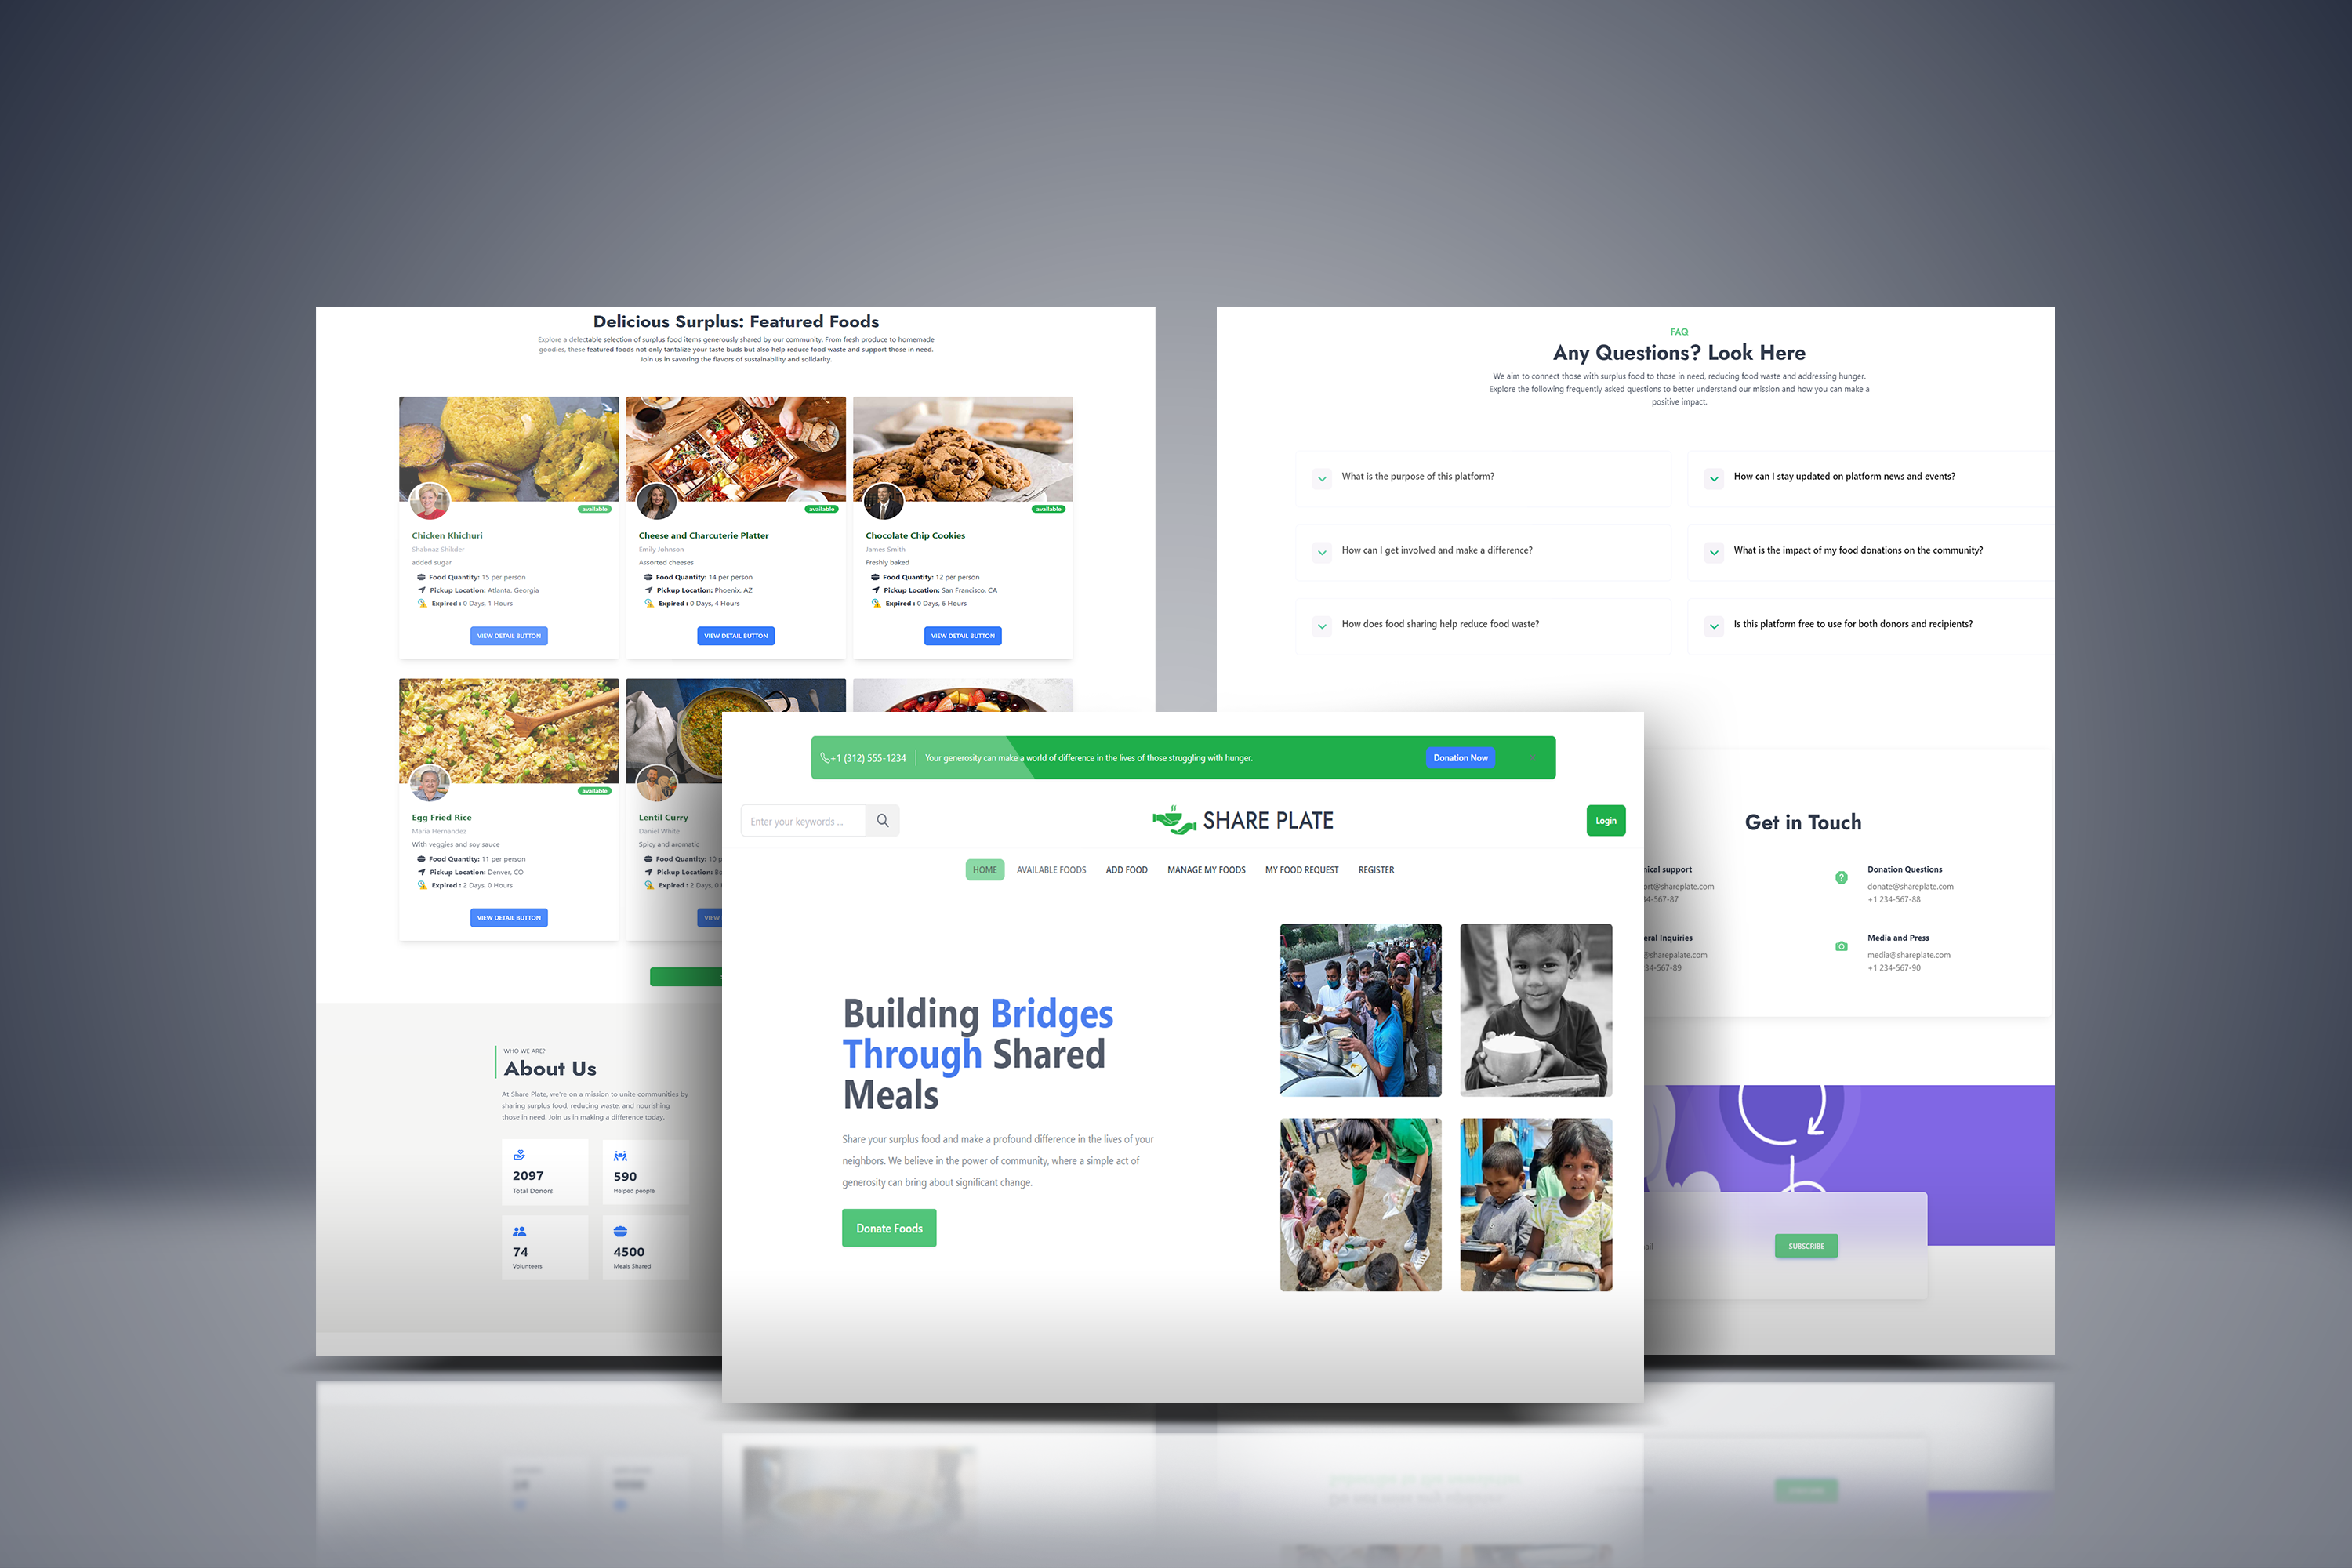 Delicious Surplus: Featured Foods
Explore a delectable selection of surplus food items generously shared by our community. From fresh produce to homemade
goodies, these featured foods not only tantalize your taste buds but also help reduce food waste and support those in need.
Join us in savoring the flavors of sustainability and solidarity.
available
Chicken Khichuri
Shabnaz Shikder
added sugar
Food Quantity: 15 per person
Pickup Location: Atlanta, Georgia
Expired : 0 Days, 1 Hours
VIEW DETAIL BUTTON
available
Cheese and Charcuterie Platter
Emily Johnson
Assorted cheeses
Food Quantity: 14 per person
Pickup Location: Phoenix, AZ
Expired : 0 Days, 4 Hours
VIEW DETAIL BUTTON
available
Chocolate Chip Cookies
James Smith
Freshly baked
Food Quantity: 12 per person
Pickup Location: San Francisco, CA
Expired : 0 Days, 6 Hours
VIEW DETAIL BUTTON
available
Egg Fried Rice
Maria Hernandez
With veggies and soy sauce
Food Quantity: 11 per person
Pickup Location: Denver, CO
Expired : 2 Days, 0 Hours
VIEW DETAIL BUTTON
Lentil Curry
Daniel White
Spicy and aromatic
Food Quantity: 10
Pickup Location:
Expired : 2 Days,
VIEW
WHO WE ARE?
About Us
At Share Plate, we're on a mission to unite communities by
sharing surplus food, reducing waste, and nourishing
those in need. Join us in making a difference today.
2097
Total Donors
590
Helped people
74
Volunteers
4500
Meals Shared
FAQ
Any Questions? Look Here
We aim to connect those with surplus food to those in need, reducing food waste and addressing hunger.
Explore the following frequently asked questions to better understand our mission and how you can make a
positive impact.
What is the purpose of this platform?
How can I stay updated on platform news and events?
How can I get involved and make a difference?
What is the impact of my food donations on the community?
How does food sharing help reduce food waste?
Is this platform free to use for both donors and recipients?
+1 (312) 555-1234
Your generosity can make a world of difference in the lives of those struggling with hunger.
Donation Now
Enter your keywords ...
SHARE PLATE
Login
HOME AVAILABLE FOODS ADD FOOD MANAGE MY FOODS MY FOOD REQUEST REGISTER
Building Bridges
Through Shared
Meals
Share your surplus food and make a profound difference in the lives of your
neighbors. We believe in the power of community, where a simple act of
generosity can bring about significant change.
Donate Foods
Get in Touch
nical support
ort@shareplate.com
34-567-87
Donation Questions
donate@shareplate.com
+1 234-567-88
eral Inquiries
@sharepalate.com
34-567-89
Media and Press
media@shareplate.com
+1 234-567-90
ail
SUBSCRIBE